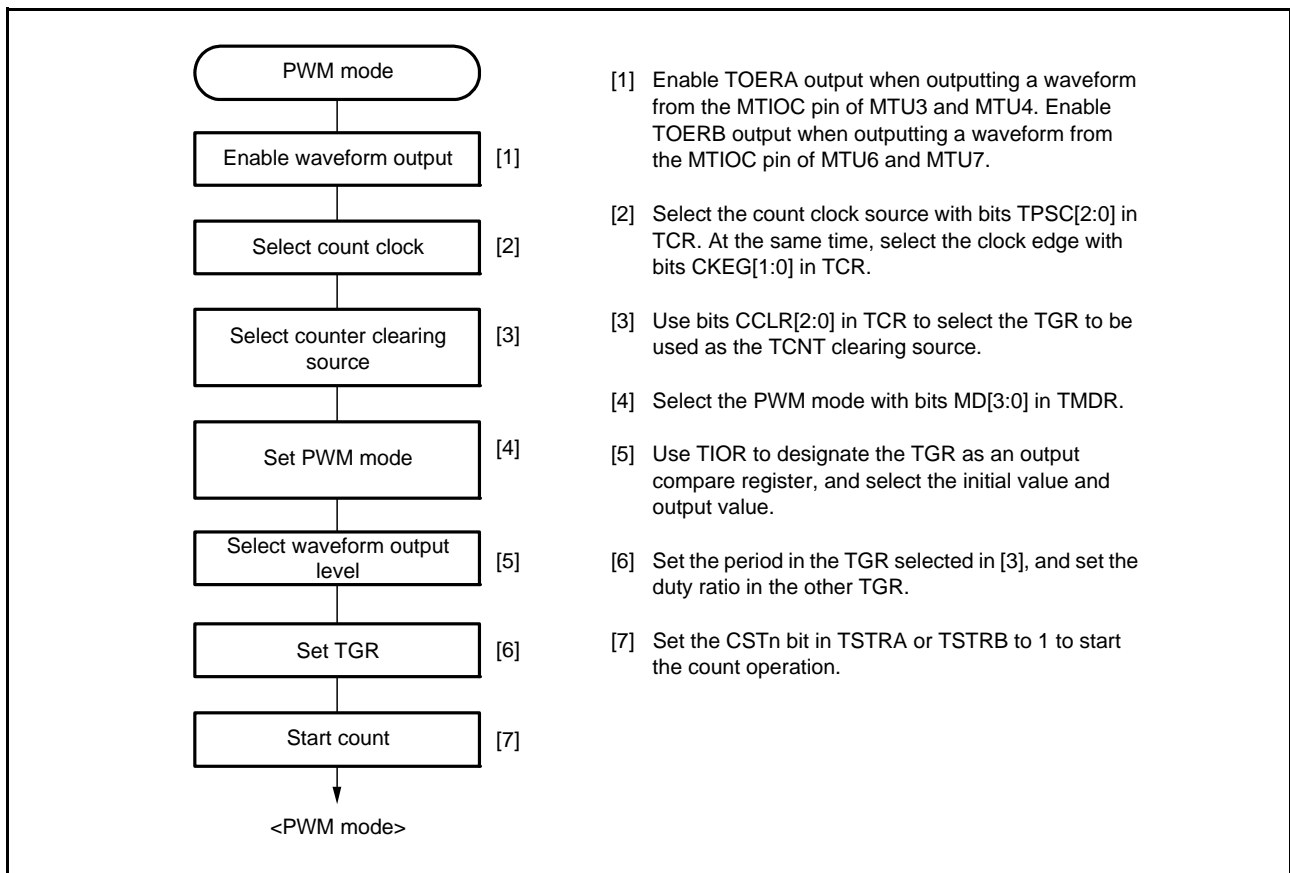 PWM mode
Enable waveform output [1]
Select count clock [2]
Select counter clearing [3]
source
Set PWM mode [4]
Select waveform output
level [5]
Set TGR [6]
Start count [7]
<PWM mode>
[1] Enable TOERA output when outputting a waveform
from the MTIOC pin of MTU3 and MTU4. Enable
TOERB output when outputting a waveform from
the MTIOC pin of MTU6 and MTU7.
[2] Select the count clock source with bits TPSC[2:0] in
TCR. At the same time, select the clock edge with
bits CKEG[1:0] in TCR.
[3] Use bits CCLR[2:0] in TCR to select the TGR to be
used as the TCNT clearing source.
[4] Select the PWM mode with bits MD[3:0] in TMDR.
[5] Use TIOR to designate the TGR as an output
compare register, and select the initial value and
output value.
[6] Set the period in the TGR selected in [3], and set the
duty ratio in the other TGR.
[7] Set the CSTn bit in TSTRA or TSTRB to 1 to start
the count operation.